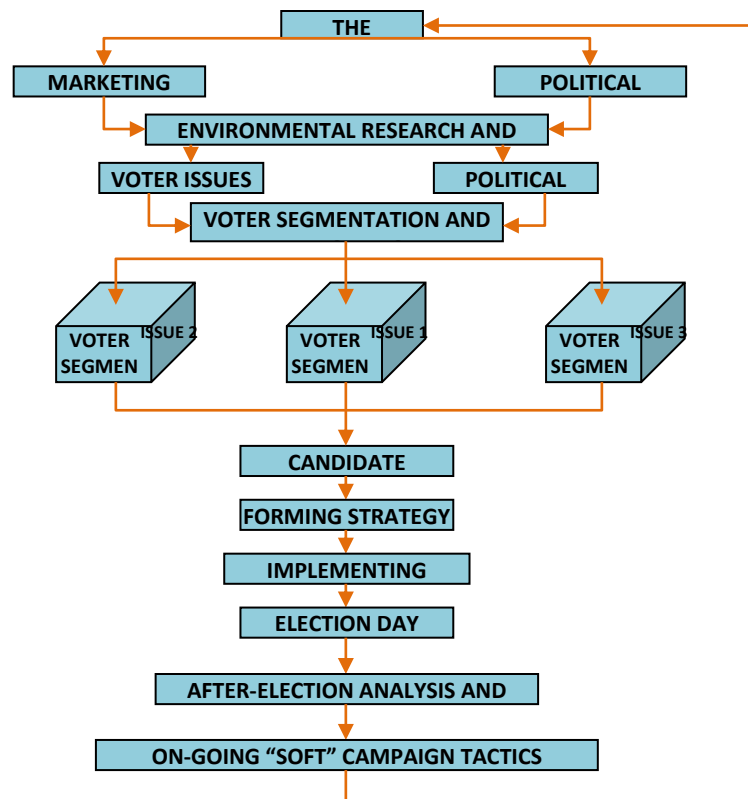 THE
MARKETING
POLITICAL
ENVIRONMENTAL RESEARCH AND
VOTER ISSUES
POLITICAL
VOTER SEGMENTATION AND
VOTER
SEGMEN
ISSUE 2
VOTER
SEGMEN
ISSUE 1
VOTER
SEGMEN
ISSUE 3
CANDIDATE
FORMING STRATEGY
IMPLEMENTING
ELECTION DAY
AFTER-ELECTION ANALYSIS AND
ON-GOING “SOFT” CAMPAIGN TACTICS